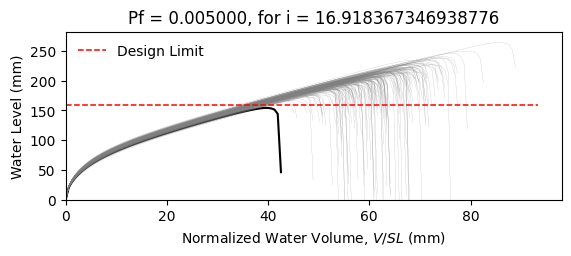 Pf = 0.005000, for i = 16.918367346938776
Design Limit
Water Level (mm)
250
200
150
100
50
0
0 20 40 60 80
Normalized Water Volume, V/SL (mm)